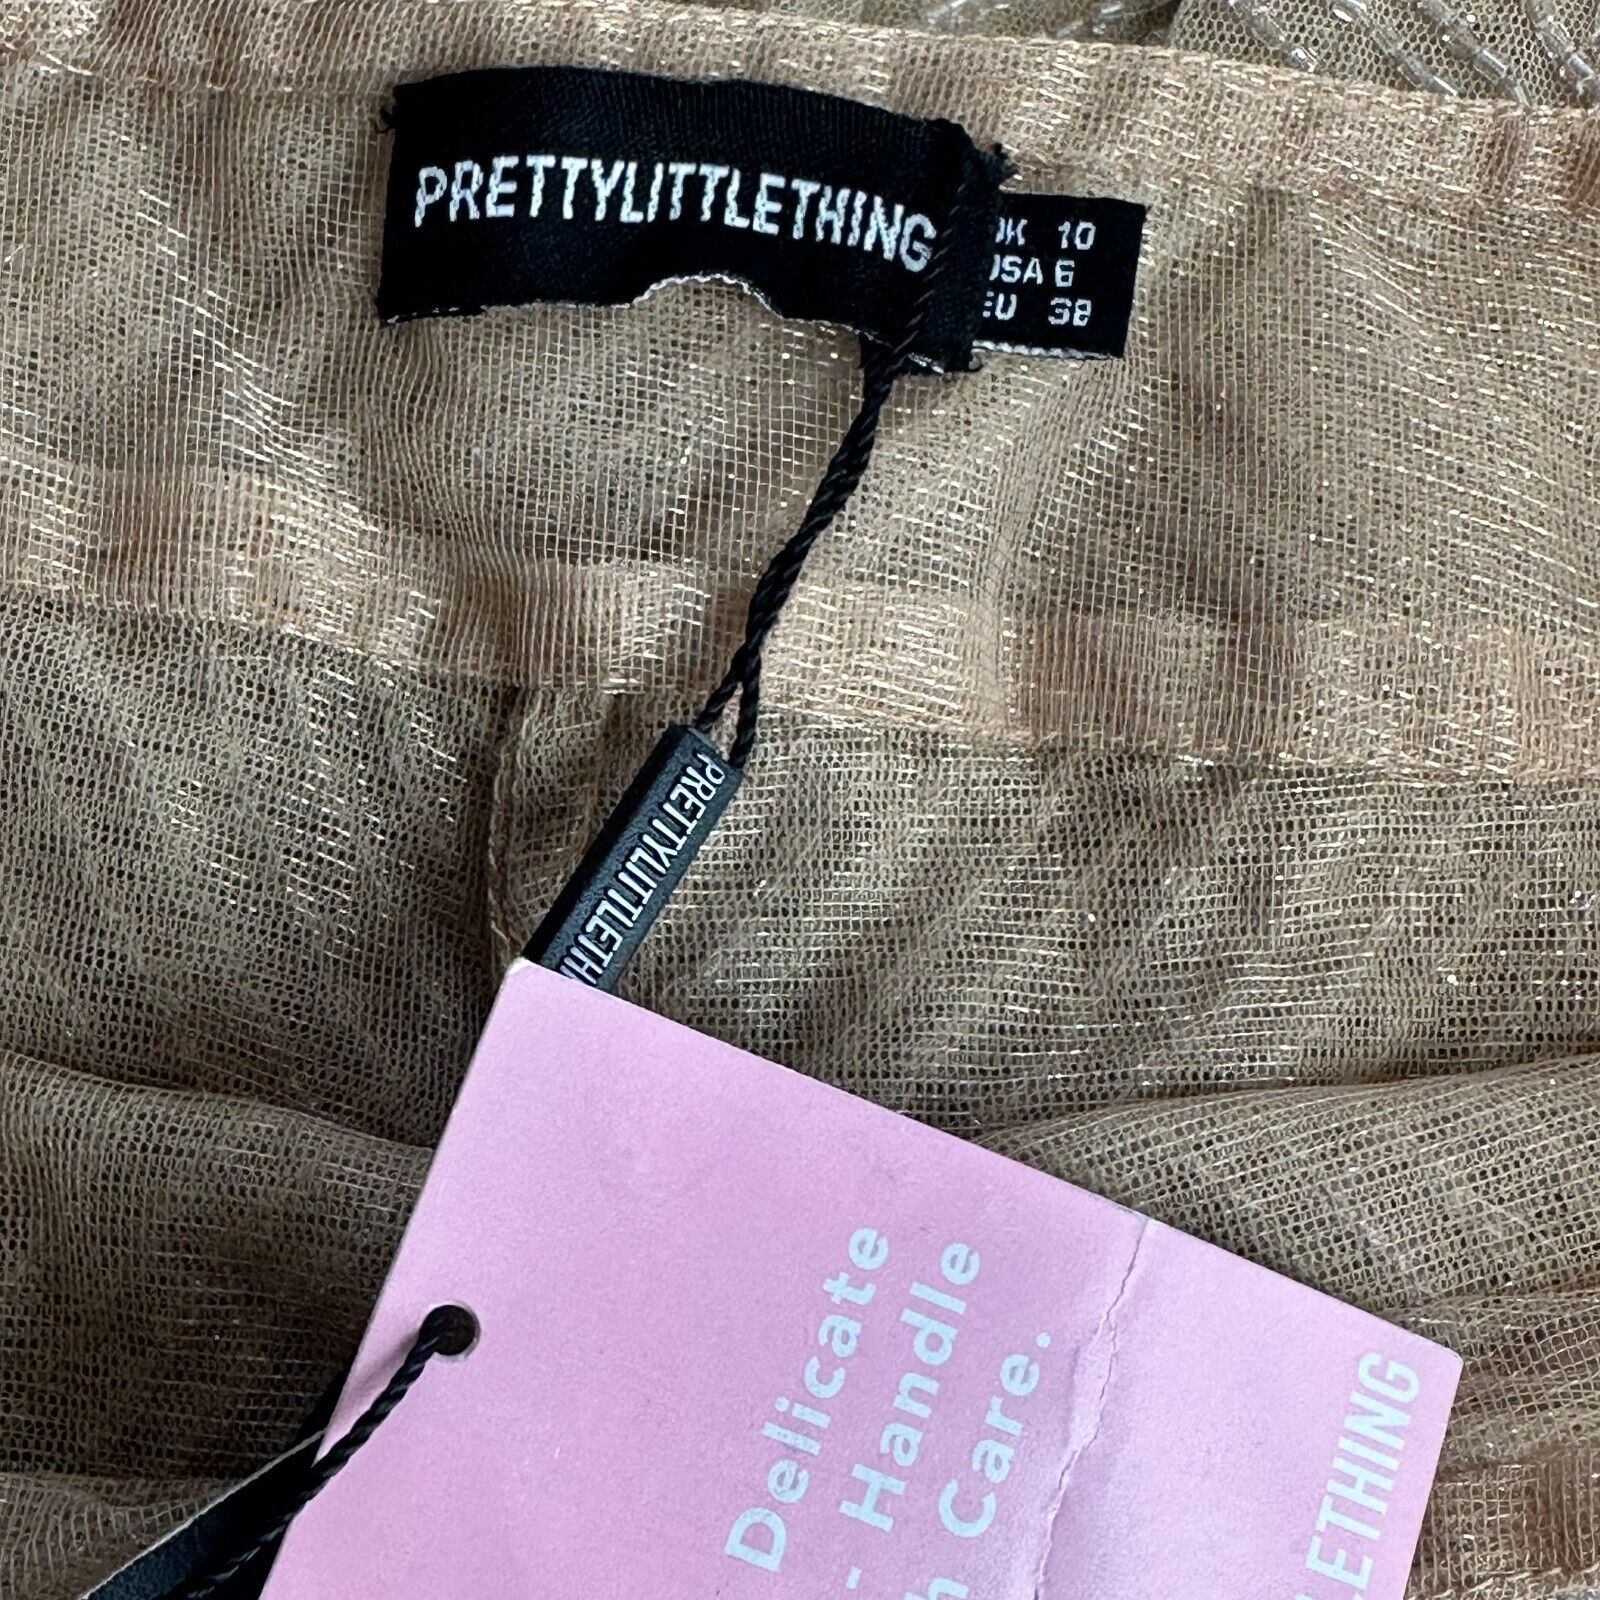 PRETTYLITTLETHING
UK 10
USA 6
EU 38
PRETTYLITTLETHI
Delicate
- Handle
h Care.
LETHING